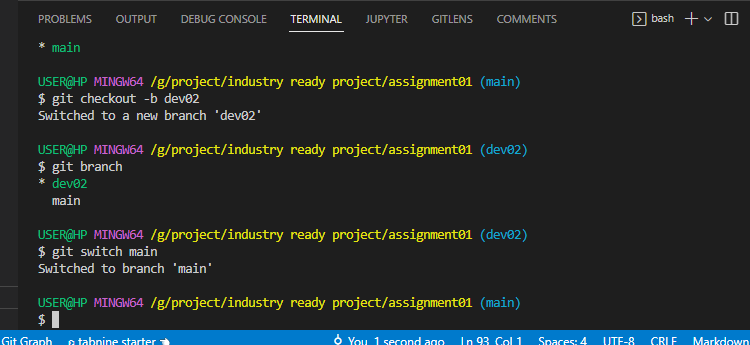 PROBLEMS OUTPUT DEBUG CONSOLE TERMINAL JUPYTER GITLENS COMMENTS bash
* main
USER@HP MINGW64 /g/project/industry ready project/assignment01 (main)
$ git checkout -b dev02
Switched to a new branch 'dev02'
USER@HP MINGW64 /g/project/industry ready project/assignment01 (dev02)
$ git branch
* dev02
main
USER@HP MINGW64 /g/project/industry ready project/assignment01 (dev02)
$ git switch main
Switched to branch 'main'
USER@HP MINGW64 /g/project/industry ready project/assignment01 (main)
$
Git Graph tabnine starter You, 1 second ago Ln 93, Col 1 Spaces: 4 UTF-8 CRLF Markdown